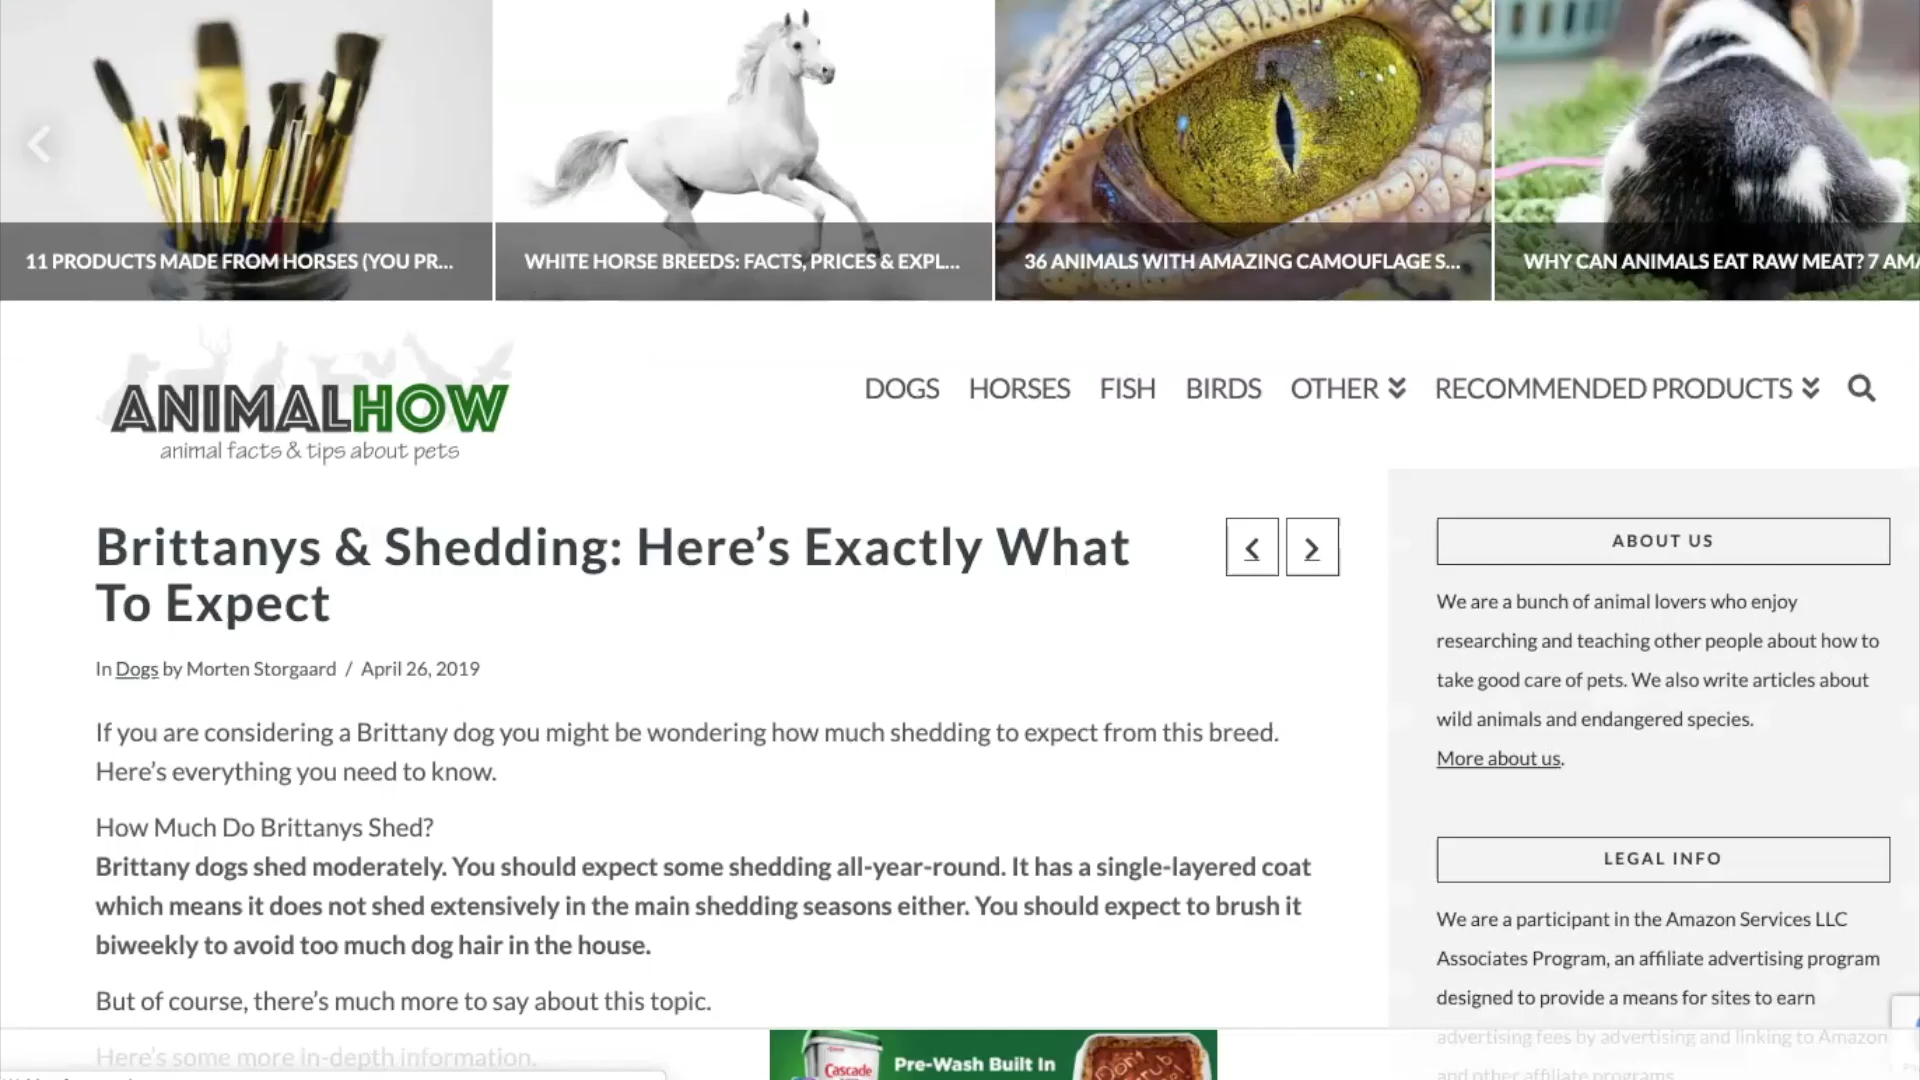 11 PRODUCTS MADE FROM HORSES (YOU PR...
WHITE HORSE BREEDS: FACTS, PRICES & EXPL...
36 ANIMALS WITH AMAZING CAMOUFLAGE S...
WHY CAN ANIMALS EAT RAW MEAT? 7 AM
ANIMALHOW
animal facts & tips about pets
DOGS HORSES FISH BIRDS OTHER RECOMMENDED PRODUCTS
Brittanys & Shedding: Here’s Exactly What
To Expect
In Dogs by Morten Storgaard / April 26, 2019
If you are considering a Brittany dog you might be wondering how much shedding to expect from this breed.
Here’s everything you need to know.
How Much Do Brittanys Shed?
Brittany dogs shed moderately. You should expect some shedding all-year-round. It has a single-layered coat
which means it does not shed extensively in the main shedding seasons either. You should expect to brush it
biweekly to avoid too much dog hair in the house.
But of course, there’s much more to say about this topic.
Here’s some more in-depth information.
ABOUT US
We are a bunch of animal lovers who enjoy
researching and teaching other people about how to
take good care of pets. We also write articles about
wild animals and endangered species.
More about us.
LEGAL INFO
We are a participant in the Amazon Services LLC
Associates Program, an affiliate advertising program
designed to provide a means for sites to earn
advertising fees by advertising and linking to Amazon
and other affiliate programs.
Cascade
Pre-Wash Built In